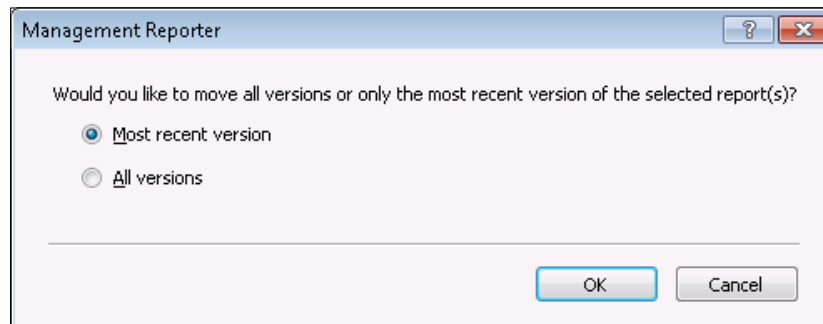 Management Reporter
Would you like to move all versions or only the most recent version of the selected report(s)?
Most recent version
All versions
OK
Cancel